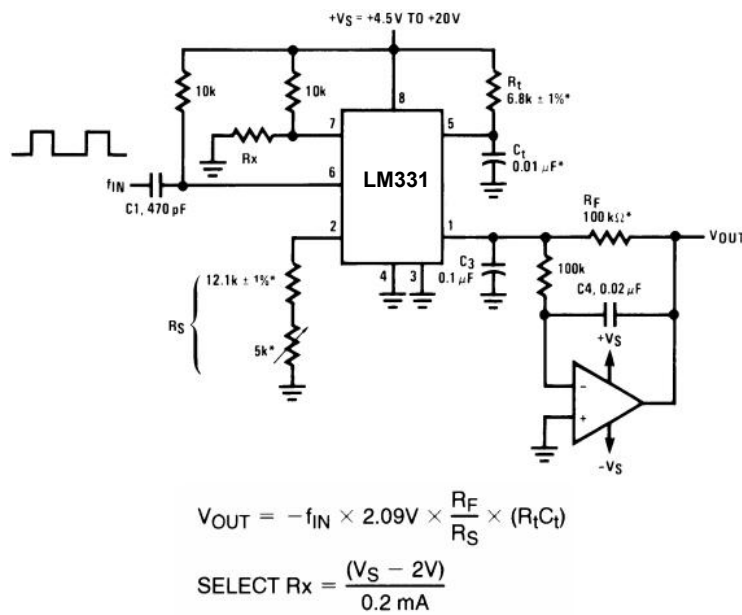 +VS = +4.5V TO +20V
10k
10k
Rt
6.8k ± 1%*
8
7
5
Rx
Ct
0.01 µF*
LM331
fIN
6
C1, 470 pF
RF
100 kΩ*
2
1
VOUT
12.1k ± 1%*
C3
0.1 µF
100k
4
3
C4, 0.02 µF
RS
5k*
+VS
−
+
−VS
VOUT = −fIN × 2.09V × RF/RS × (RtCt)
SELECT Rx = (VS − 2V)/0.2 mA